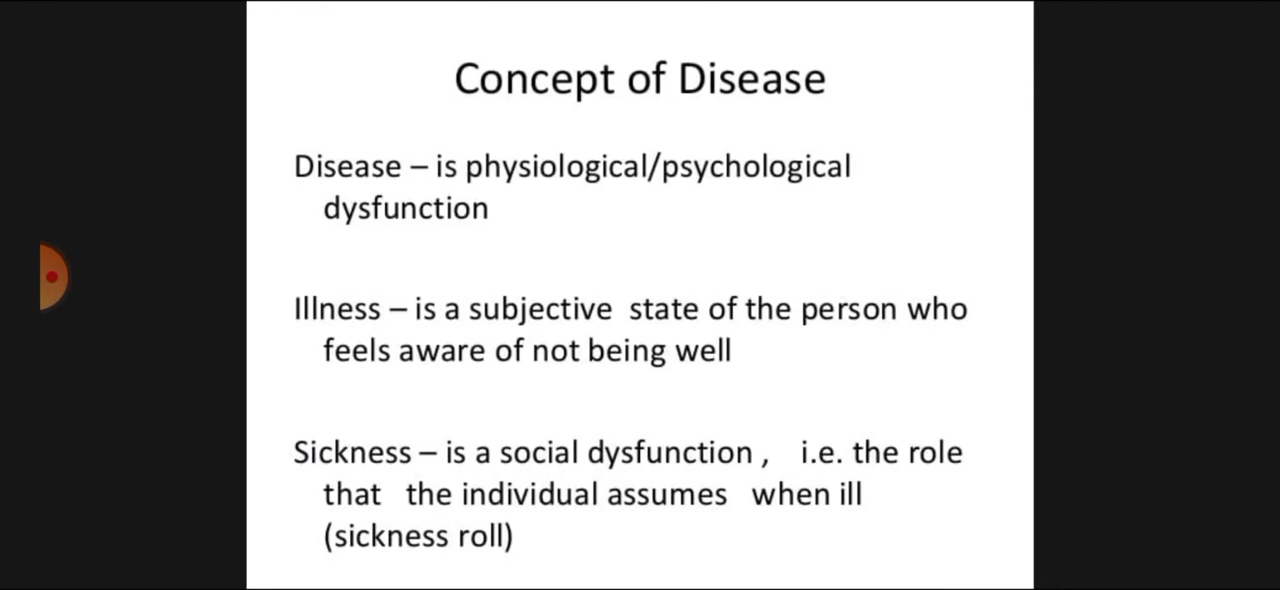 Concept of Disease
Disease – is physiological/psychological
dysfunction
Illness – is a subjective state of the person who
feels aware of not being well
Sickness – is a social dysfunction , i.e. the role
that the individual assumes when ill
(sickness roll)